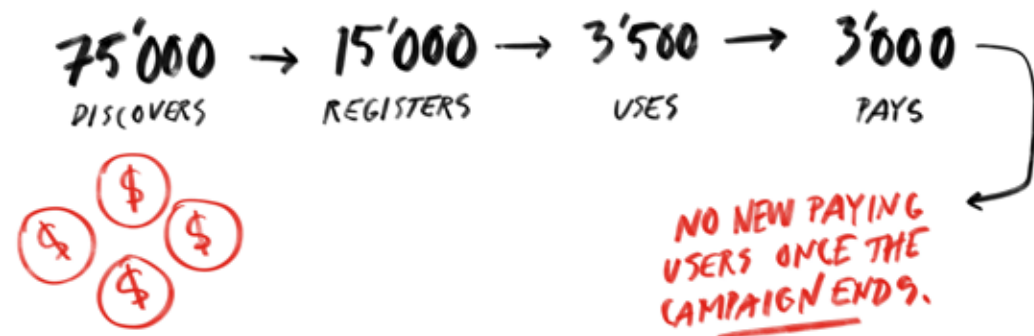 75'000 → 15'000 → 3'500 → 3'000
DISCOVERS REGISTERS USES PAYS
$
$ $
$
NO NEW PAYING
USERS ONCE THE
CAMPAIGN ENDS.